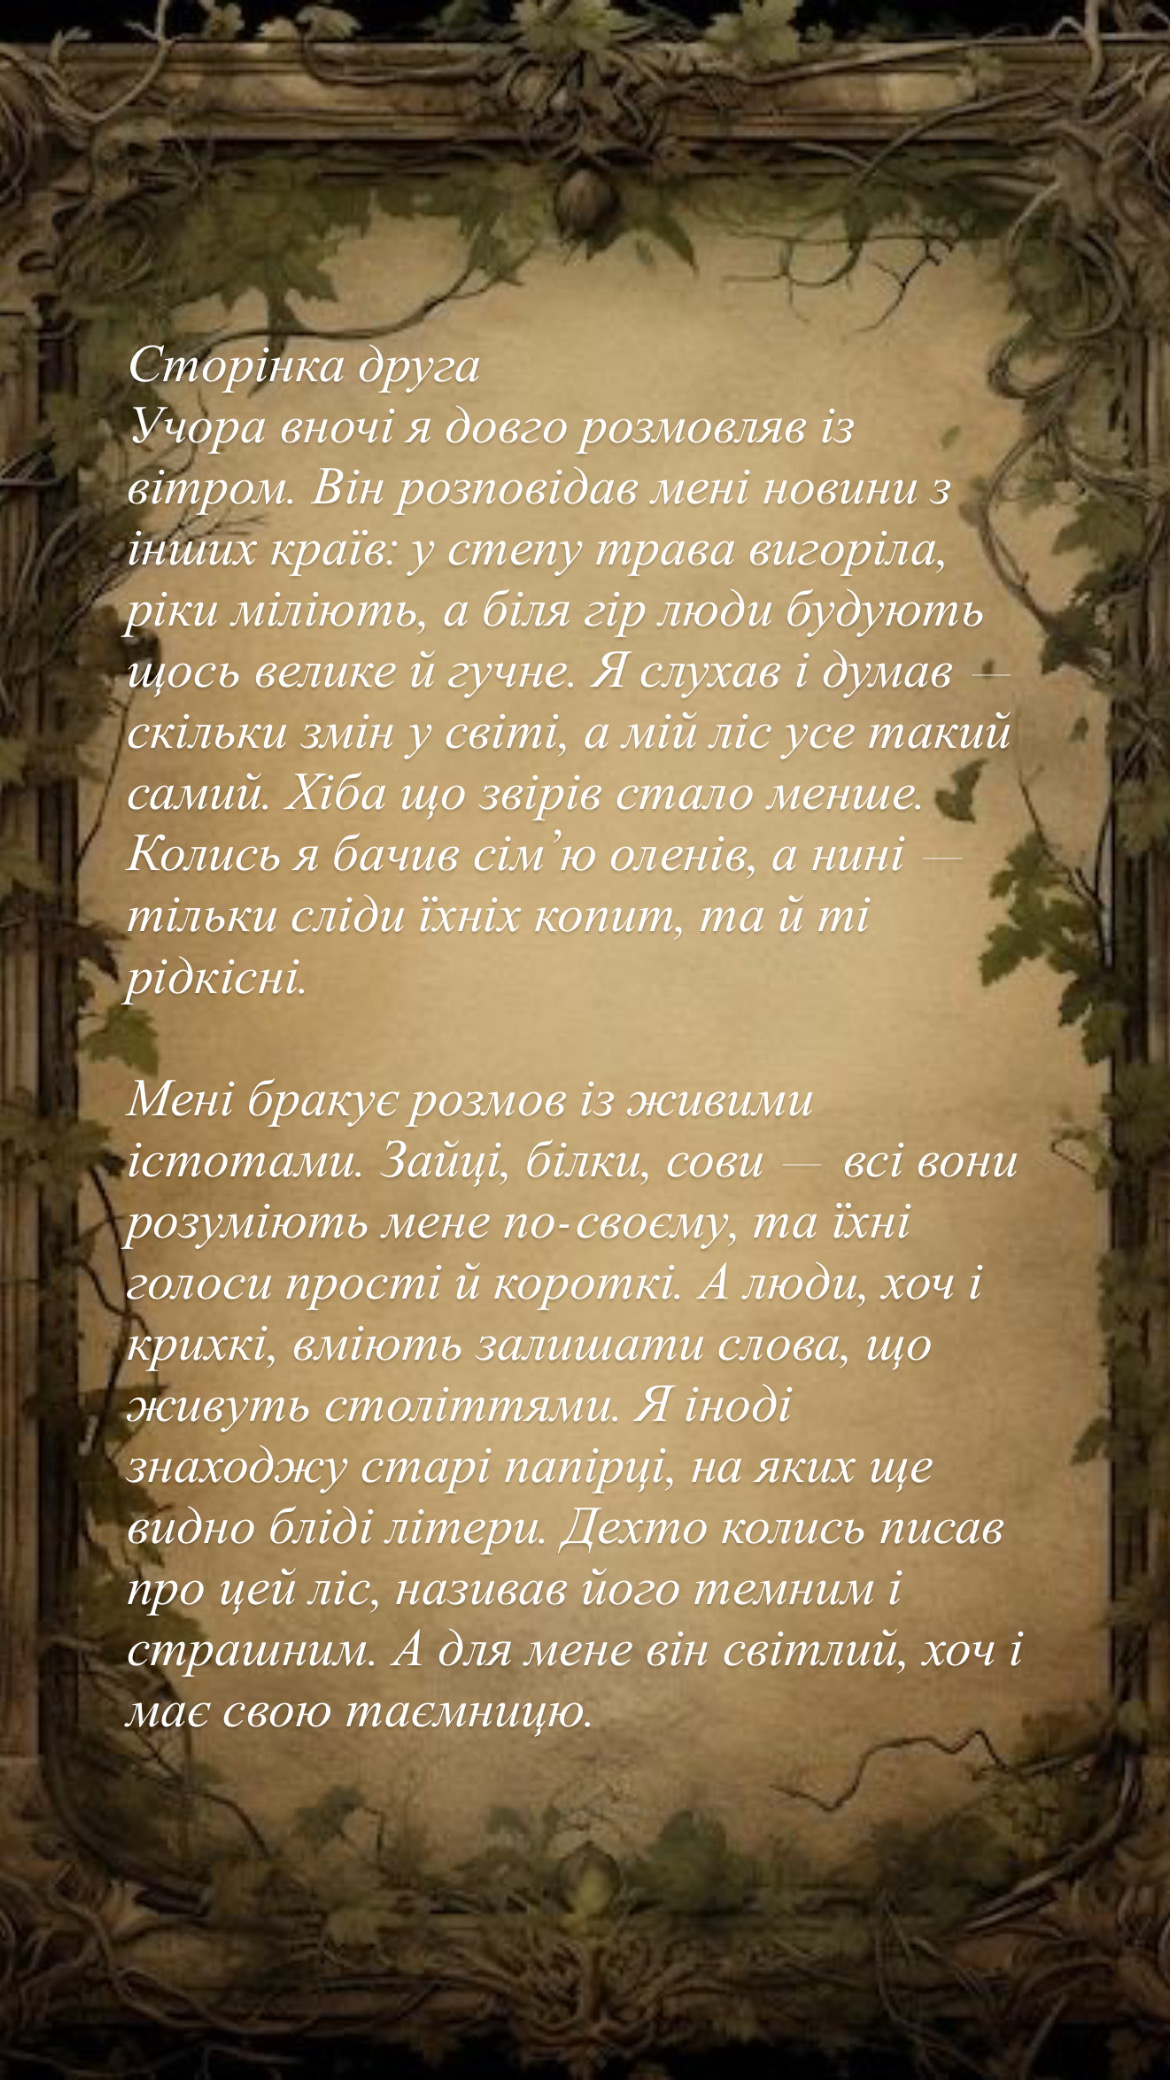 Сторінка друга
Учора вночі я довго розмовляв із
вітром. Він розповідав мені новини з
інших країв: у степу трава вигоріла,
ріки міліють, а біля гір люди будують
щось велике й гучне. Я слухав і думав —
скільки змін у світі, а мій ліс усе такий
самий. Хіба що звірів стало менше.
Колись я бачив сім’ю оленів, а нині —
тільки сліди їхніх копит, та й ті
рідкісні.

Мені бракує розмов із живими
істотами. Зайці, білки, сови — всі вони
розуміють мене по-своєму, та їхні
голоси прості й короткі. А люди, хоч і
крихкі, вміють залишати слова, що
живуть століттями. Я іноді
знаходжу старі папірці, на яких ще
видно бліді літери. Дехто колись писав
про цей ліс, називав його темним і
страшним. А для мене він світлий, хоч і
має свою таємницю.